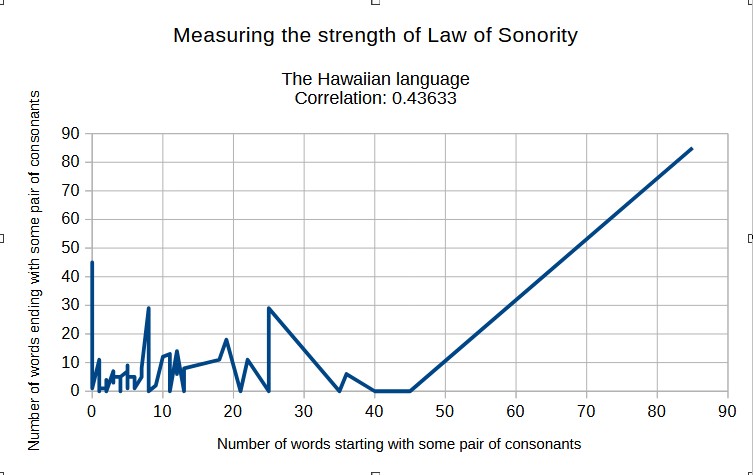 Measuring the strength of Law of Sonority
The Hawaiian language
Correlation: 0.43633
Number of words ending with some pair of consonants
90
80
70
60
50
40
30
20
10
0
0 10 20 30 40 50 60 70 80 90
Number of words starting with some pair of consonants